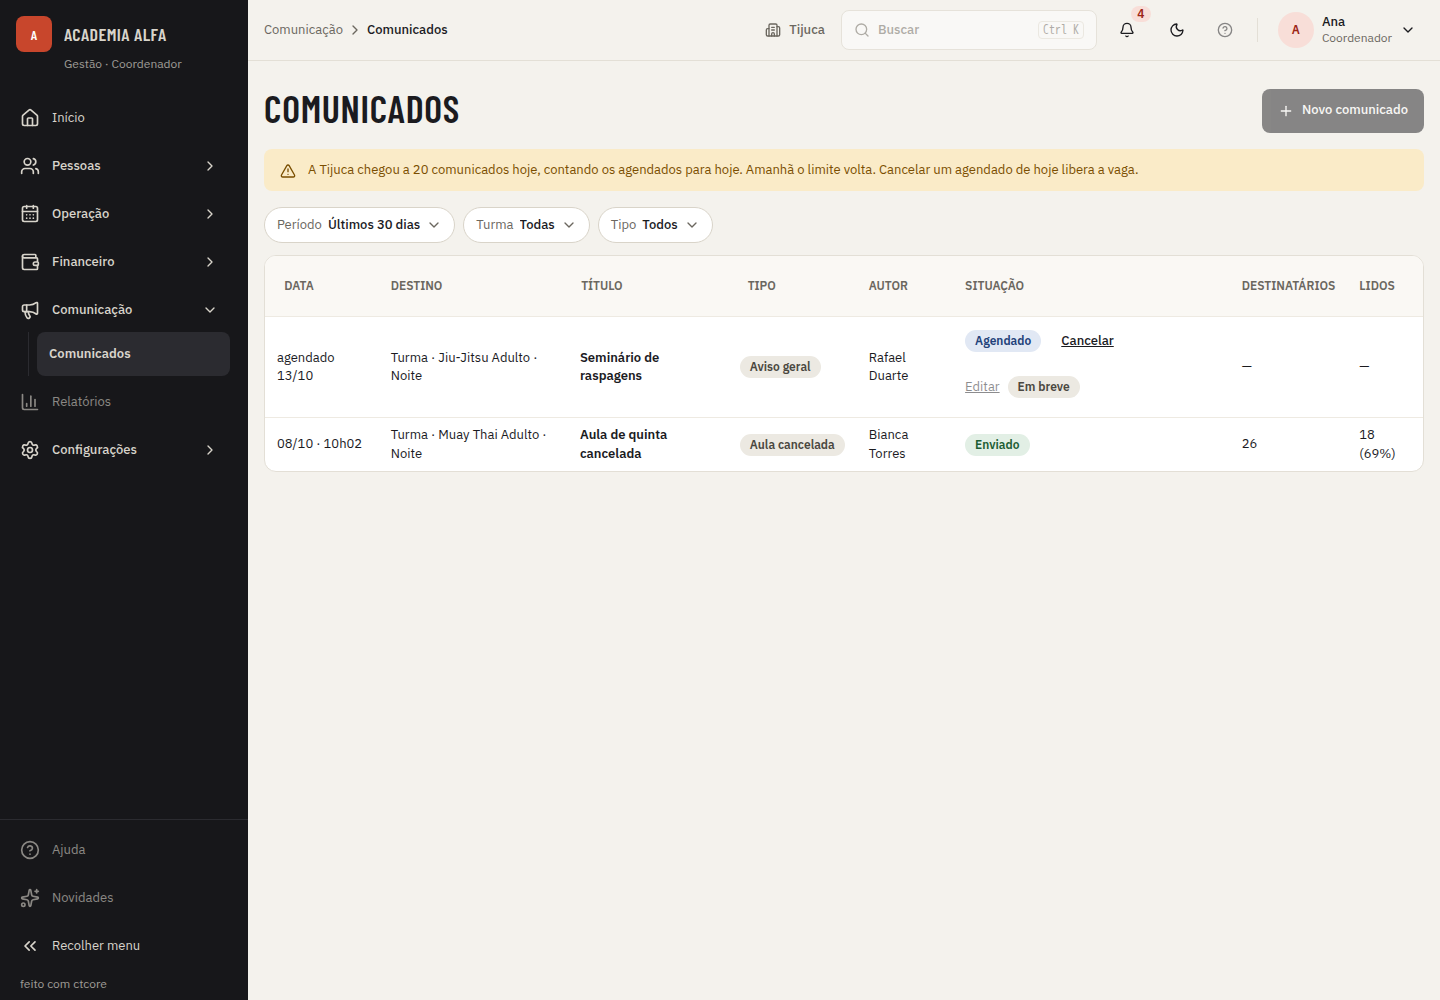 A
ACADEMIA ALFA
Gestão · Coordenador
Início
Pessoas
Operação
Financeiro
Comunicação
Comunicados
Relatórios
Configurações
Ajuda
Novidades
Recolher menu
feito com ctcore
Comunicação > Comunicados
Tijuca
Buscar
Ctrl K
4
A
Ana
Coordenador
COMUNICADOS
Novo comunicado
A Tijuca chegou a 20 comunicados hoje, contando os agendados para hoje. Amanhã o limite volta. Cancelar um agendado de hoje libera a vaga.
Período Últimos 30 dias
Turma Todas
Tipo Todos
DATA DESTINO TÍTULO TIPO AUTOR SITUAÇÃO DESTINATÁRIOS LIDOS
agendado
13/10
Turma · Jiu-Jitsu Adulto ·
Noite
Seminário de
raspagens
Aviso geral
Rafael
Duarte
Agendado
Cancelar
Editar
Em breve
—
—
08/10 · 10h02
Turma · Muay Thai Adulto ·
Noite
Aula de quinta
cancelada
Aula cancelada
Bianca
Torres
Enviado
26
18
(69%)